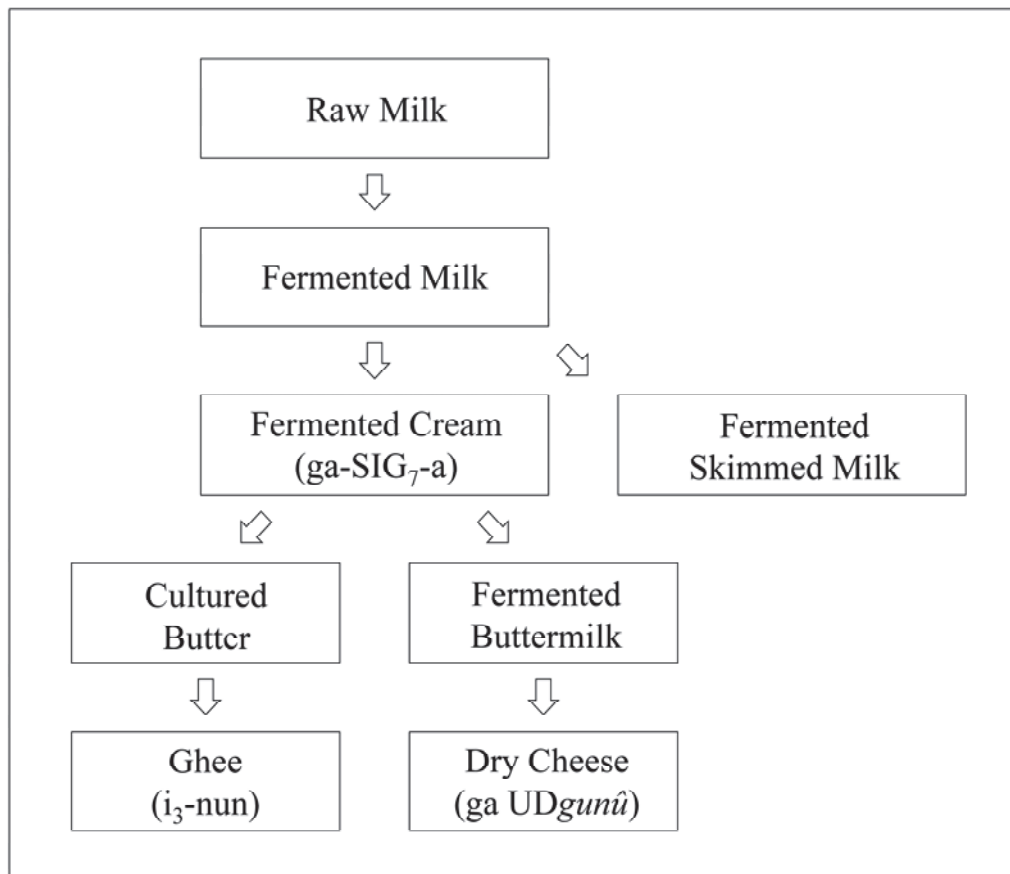 Raw Milk
Fermented Milk
Fermented Cream
(ga-SIG₇-a)
Fermented
Skimmed Milk
Cultured
Butter
Fermented
Buttermilk
Ghee
(i₃-nun)
Dry Cheese
(ga UDgunû)